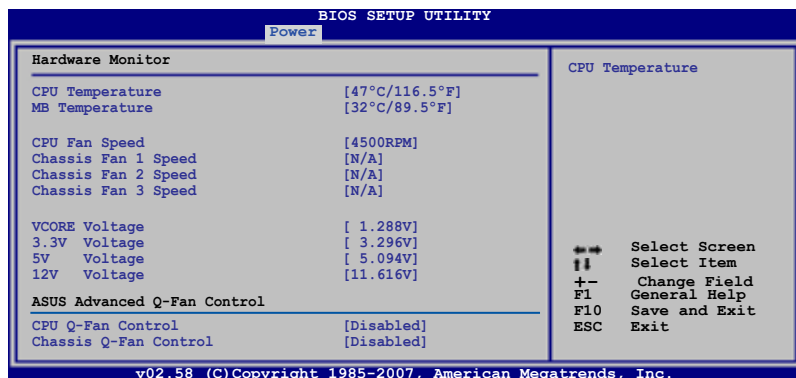 BIOS SETUP UTILITY
Power
Hardware Monitor
CPU Temperature [47°C/116.5°F]
MB Temperature [32°C/89.5°F]
CPU Fan Speed [4500RPM]
Chassis Fan 1 Speed [N/A]
Chassis Fan 2 Speed [N/A]
Chassis Fan 3 Speed [N/A]
VCORE Voltage [ 1.288V]
3.3V Voltage [ 3.296V]
5V Voltage [ 5.094V]
12V Voltage [11.616V]
ASUS Advanced Q-Fan Control
CPU Q-Fan Control [Disabled]
Chassis Q-Fan Control [Disabled]
CPU Temperature
←→ Select Screen
↑↓ Select Item
+- Change Field
F1 General Help
F10 Save and Exit
ESC Exit
v02.58 (C)Copyright 1985-2007, American Megatrends, Inc.